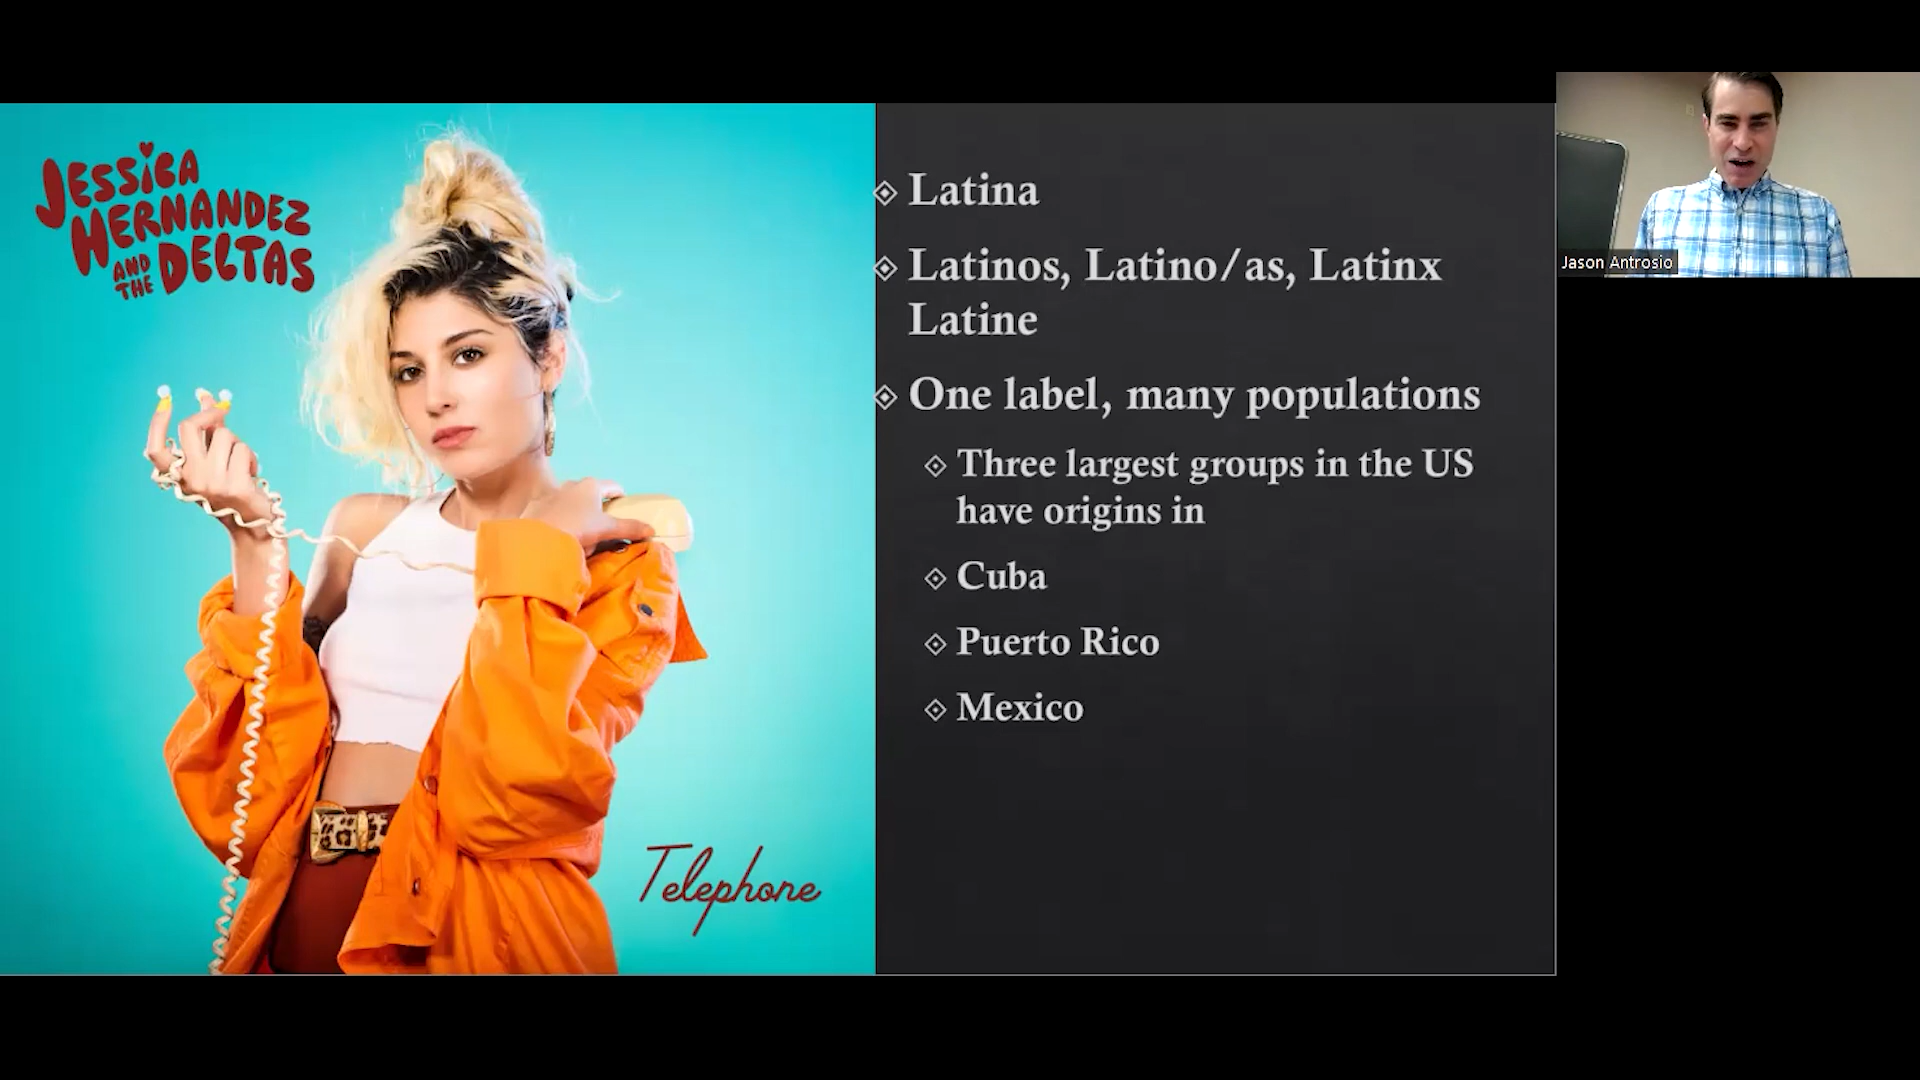 JESSICA
HERNANDEZ
AND
THE
DELTAS
Telephone
Latina
Latinos, Latino/as, Latinx
Latine
One label, many populations
Three largest groups in the US
have origins in
Cuba
Puerto Rico
Mexico
Jason Antrosio